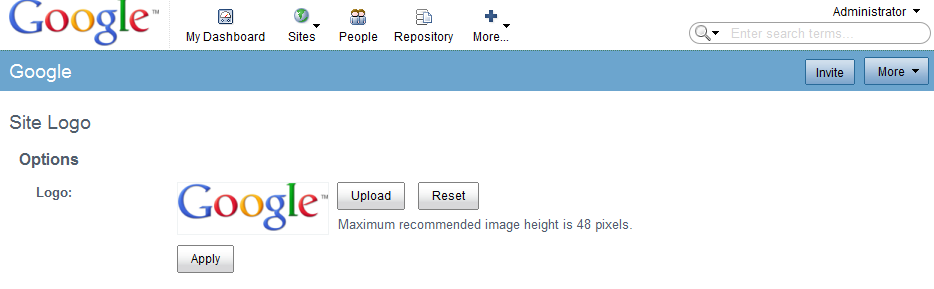 Google™
My Dashboard Sites People Repository More...
Administrator
Enter search terms...
Google
Invite More
Site Logo
Options
Logo:
Google™
Upload Reset
Maximum recommended image height is 48 pixels.
Apply